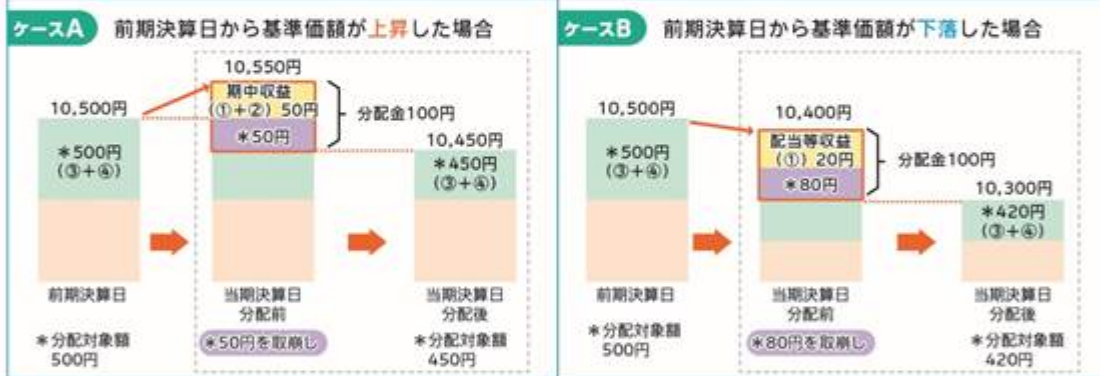 ケースA 前期決算日から基準価額が上昇した場合
10,550円
期中収益
(①+②) 50円
*50円
分配金100円
10,500円
*500円
(③+④)
10,450円
*450円
(③+④)
前期決算日
当期決算日
分配前
当期決算日
分配後
*分配対象額
500円
*50円を取崩し
*分配対象額
450円
ケースB 前期決算日から基準価額が下落した場合
10,500円
*500円
(③+④)
10,400円
配当等収益
(①) 20円
*80円
分配金100円
10,300円
*420円
(③+④)
前期決算日
当期決算日
分配前
当期決算日
分配後
*分配対象額
500円
*80円を取崩し
*分配対象額
420円